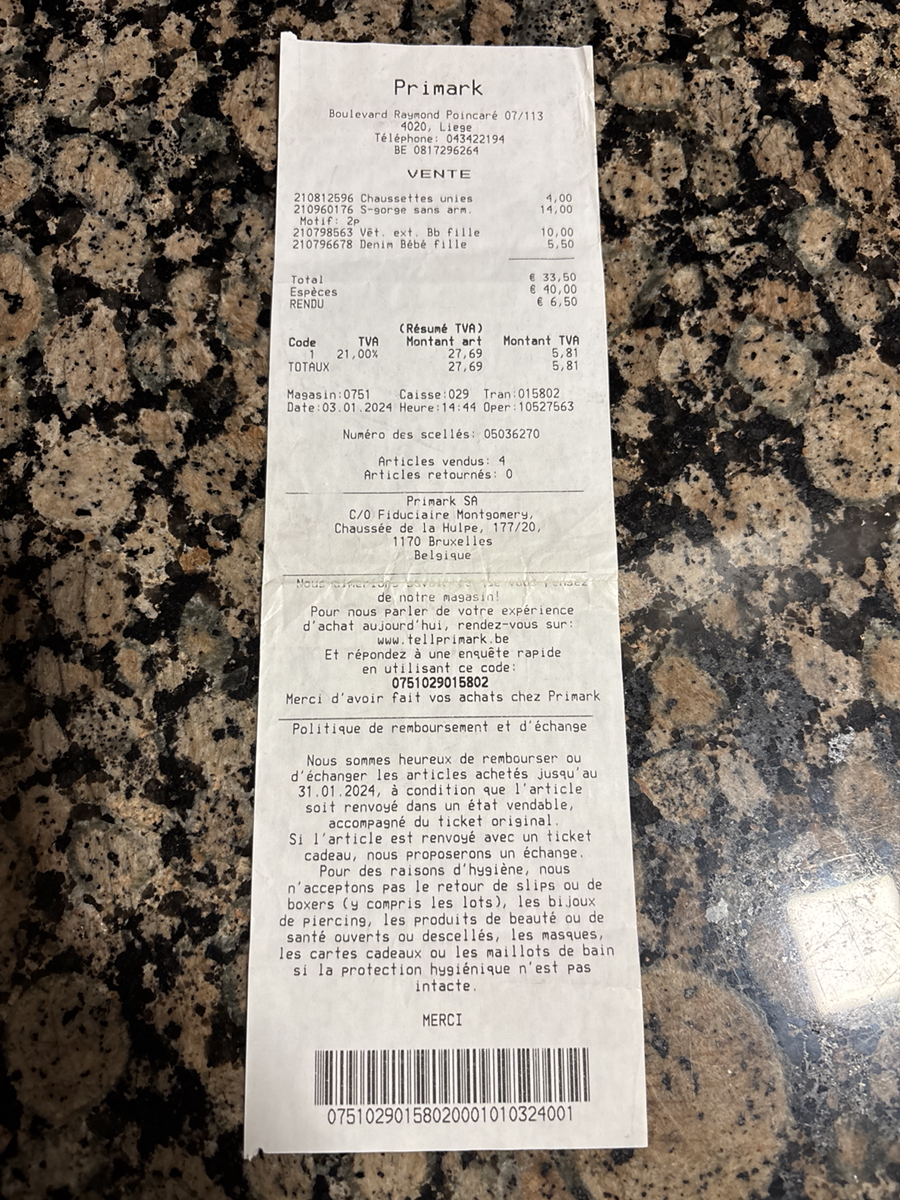 Primark
Boulevard Raymond Poincaré 07/113
4020, Liege
Téléphone: 043422194
BE 0817296264
VENTE
210812596 Chaussettes unies 4,00
210960176 S-gorge sans arm. 14,00
Motif: 2p
210798563 Vêt. ext. Bb fille 10,00
210796678 Denim Bébé fille 5,50
Total € 33,50
Espèces € 40,00
RENDU € 6,50
(Résumé TVA)
Code TVA Montant art Montant TVA
1 21,00% 27,69 5,81
TOTAUX 27,69 5,81
Magasin:0751 Caisse:029 Tran:015802
Date:03.01.2024 Heure:14:44 Oper:10527563
Numéro des scellés: 05036270
Articles vendus: 4
Articles retournés: 0
Primark SA
C/O Fiduciaire Montgomery,
Chaussée de la Hulpe, 177/20,
1170 Bruxelles
Belgique
Nous aimerions savoir ce que vous pensez
de notre magasin!
Pour nous parler de votre expérience
d'achat aujourd'hui, rendez-vous sur:
www.tellprimark.be
Et répondez à une enquête rapide
en utilisant ce code:
0751029015802
Merci d'avoir fait vos achats chez Primark
Politique de remboursement et d'échange
Nous sommes heureux de rembourser ou
d'échanger les articles achetés jusqu'au
31.01.2024, à condition que l'article
soit renvoyé dans un état vendable,
accompagné du ticket original.
Si l'article est renvoyé avec un ticket
cadeau, nous proposerons un échange.
Pour des raisons d'hygiène, nous
n'acceptons pas le retour de slips ou de
boxers (y compris les lots), les bijoux
de piercing, les produits de beauté ou de
santé ouverts ou descellés, les masques,
les cartes cadeaux ou les maillots de bain
si la protection hygiénique n'est pas
intacte.
MERCI
07510290158020001010324001